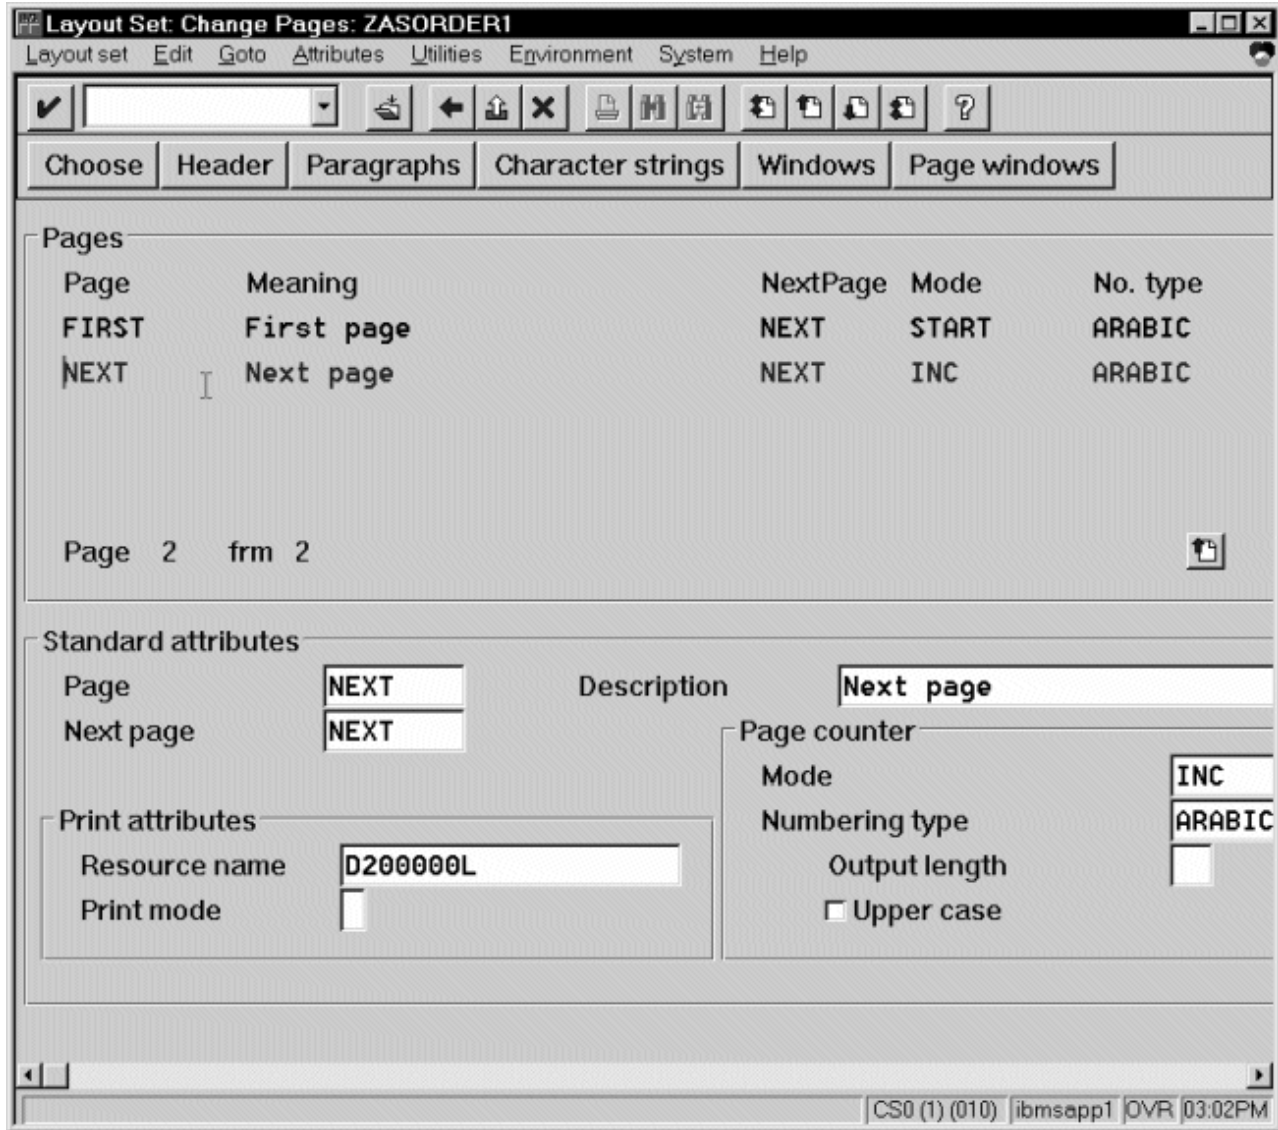 Layout Set: Change Pages: ZASORDER1
Layout set Edit Goto Attributes Utilities Environment System Help
Choose Header Paragraphs Character strings Windows Page windows
Pages
Page Meaning NextPage Mode No. type
FIRST First page NEXT START ARABIC
NEXT Next page NEXT INC ARABIC
Page 2 frm 2
Standard attributes
Page NEXT Description Next page
Next page NEXT
Page counter
Mode INC
Print attributes
Numbering type ARABIC
Resource name D200000L
Output length
Print mode
Upper case
CS0 (1) (010) ibmsapp1 OVR 03:02PM